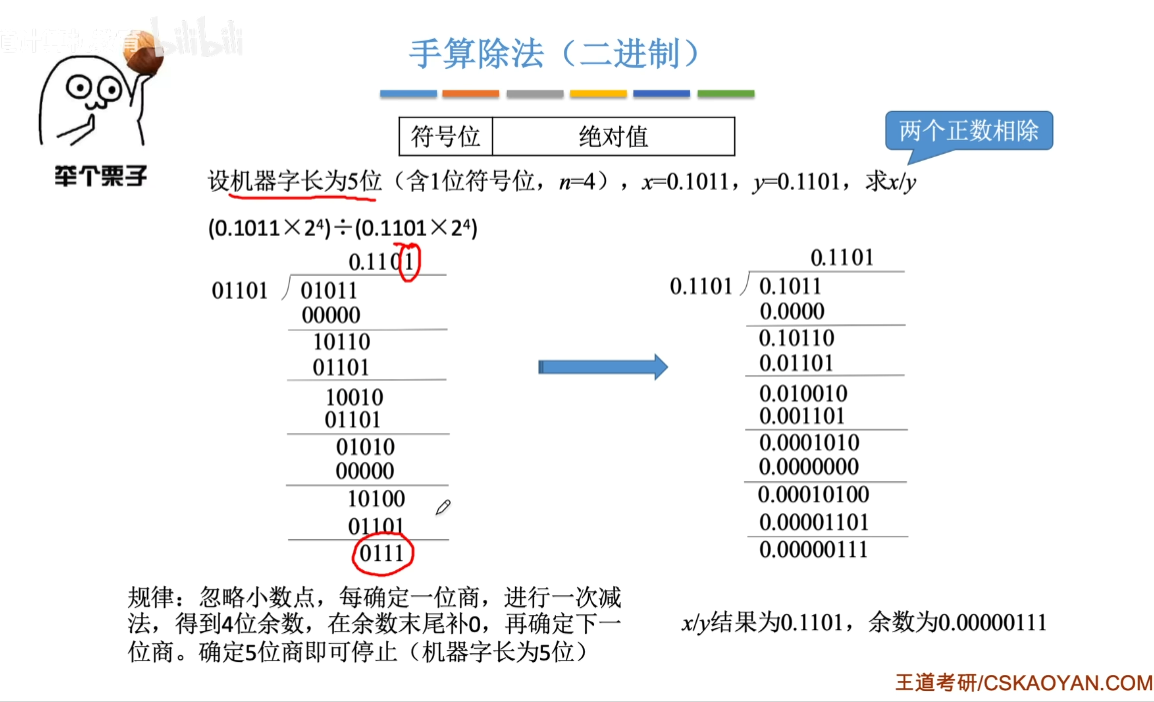 bilibili
手算除法（二进制）
举个栗子
符号位 绝对值
两个正数相除
设机器字长为5位（含1位符号位，n=4），x=0.1011，y=0.1101，求x/y
(0.1011×2⁴)÷(0.1101×2⁴)
0.1101
01101 01011
00000
10110
01101
10010
01101
01010
00000
10100
01101
0111
0.1101
0.1101 0.1011
0.0000
0.10110
0.01101
0.010010
0.001101
0.0001010
0.0000000
0.00010100
0.00001101
0.00000111
规律：忽略小数点，每确定一位商，进行一次减
法，得到4位余数，在余数末尾补0，再确定下一
位商。确定5位商即可停止（机器字长为5位）
x/y结果为0.1101，余数为0.00000111
王道考研/CSKAOYAN.COM